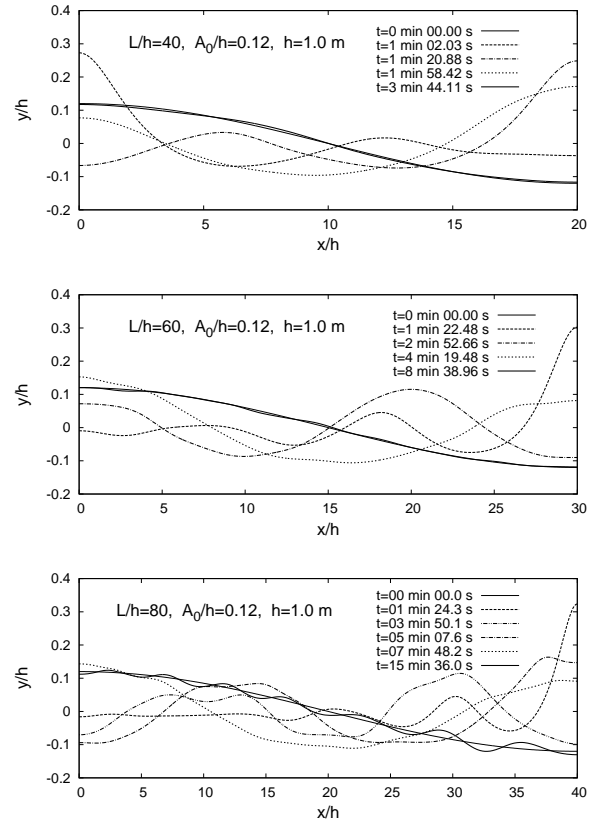 0.4
0.3
0.2
0.1
0
-0.1
-0.2
y/h
L/h=40, A_0/h=0.12, h=1.0 m
t=0 min 00.00 s
t=1 min 02.03 s
t=1 min 20.88 s
t=1 min 58.42 s
t=3 min 44.11 s
0 5 10 15 20
x/h
0.4
0.3
0.2
0.1
0
-0.1
-0.2
y/h
L/h=60, A_0/h=0.12, h=1.0 m
t=0 min 00.00 s
t=1 min 22.48 s
t=2 min 52.66 s
t=4 min 19.48 s
t=8 min 38.96 s
0 5 10 15 20 25 30
x/h
0.4
0.3
0.2
0.1
0
-0.1
-0.2
y/h
L/h=80, A_0/h=0.12, h=1.0 m
t=00 min 00.0 s
t=01 min 24.3 s
t=03 min 50.1 s
t=05 min 07.6 s
t=07 min 48.2 s
t=15 min 36.0 s
0 5 10 15 20 25 30 35 40
x/h